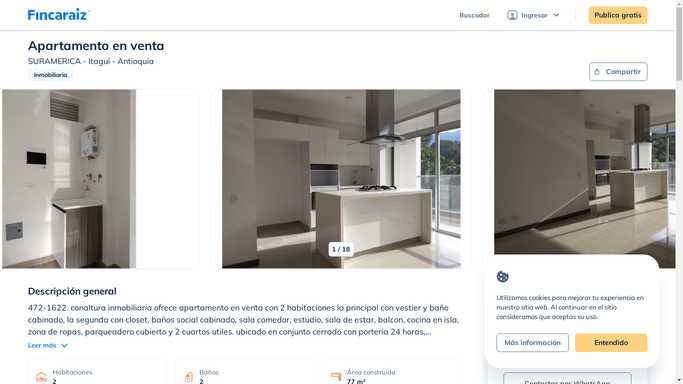 Fincaraiz
Buscador
Ingresar
Publica gratis
Apartamento en venta
SURAMERICA - Itaguí - Antioquia
Inmobiliaria
Compartir
1 / 18
Descripción general
472-1622. conaltura inmobiliaria ofrece apartamento en venta con 2 habitaciones la principal con vestier y baño
cabinado, la segunda con closet, baños social cabinado, sala comedor, estudio, sala de estar, balcon, cocina en isla,
zona de ropas, parqueadero cubierto y 2 cuartos utiles. ubicado en conjunto cerrado con porteria 24 horas,...
Leer más
Habitaciones
2
Baños
2
Área construida
77 m²
Utilizamos cookies para mejorar tu experiencia en
nuestro sitio web. Al continuar en el sitio
consideramos que aceptas su uso.
Más información
Entendido
Contactar por WhatsApp